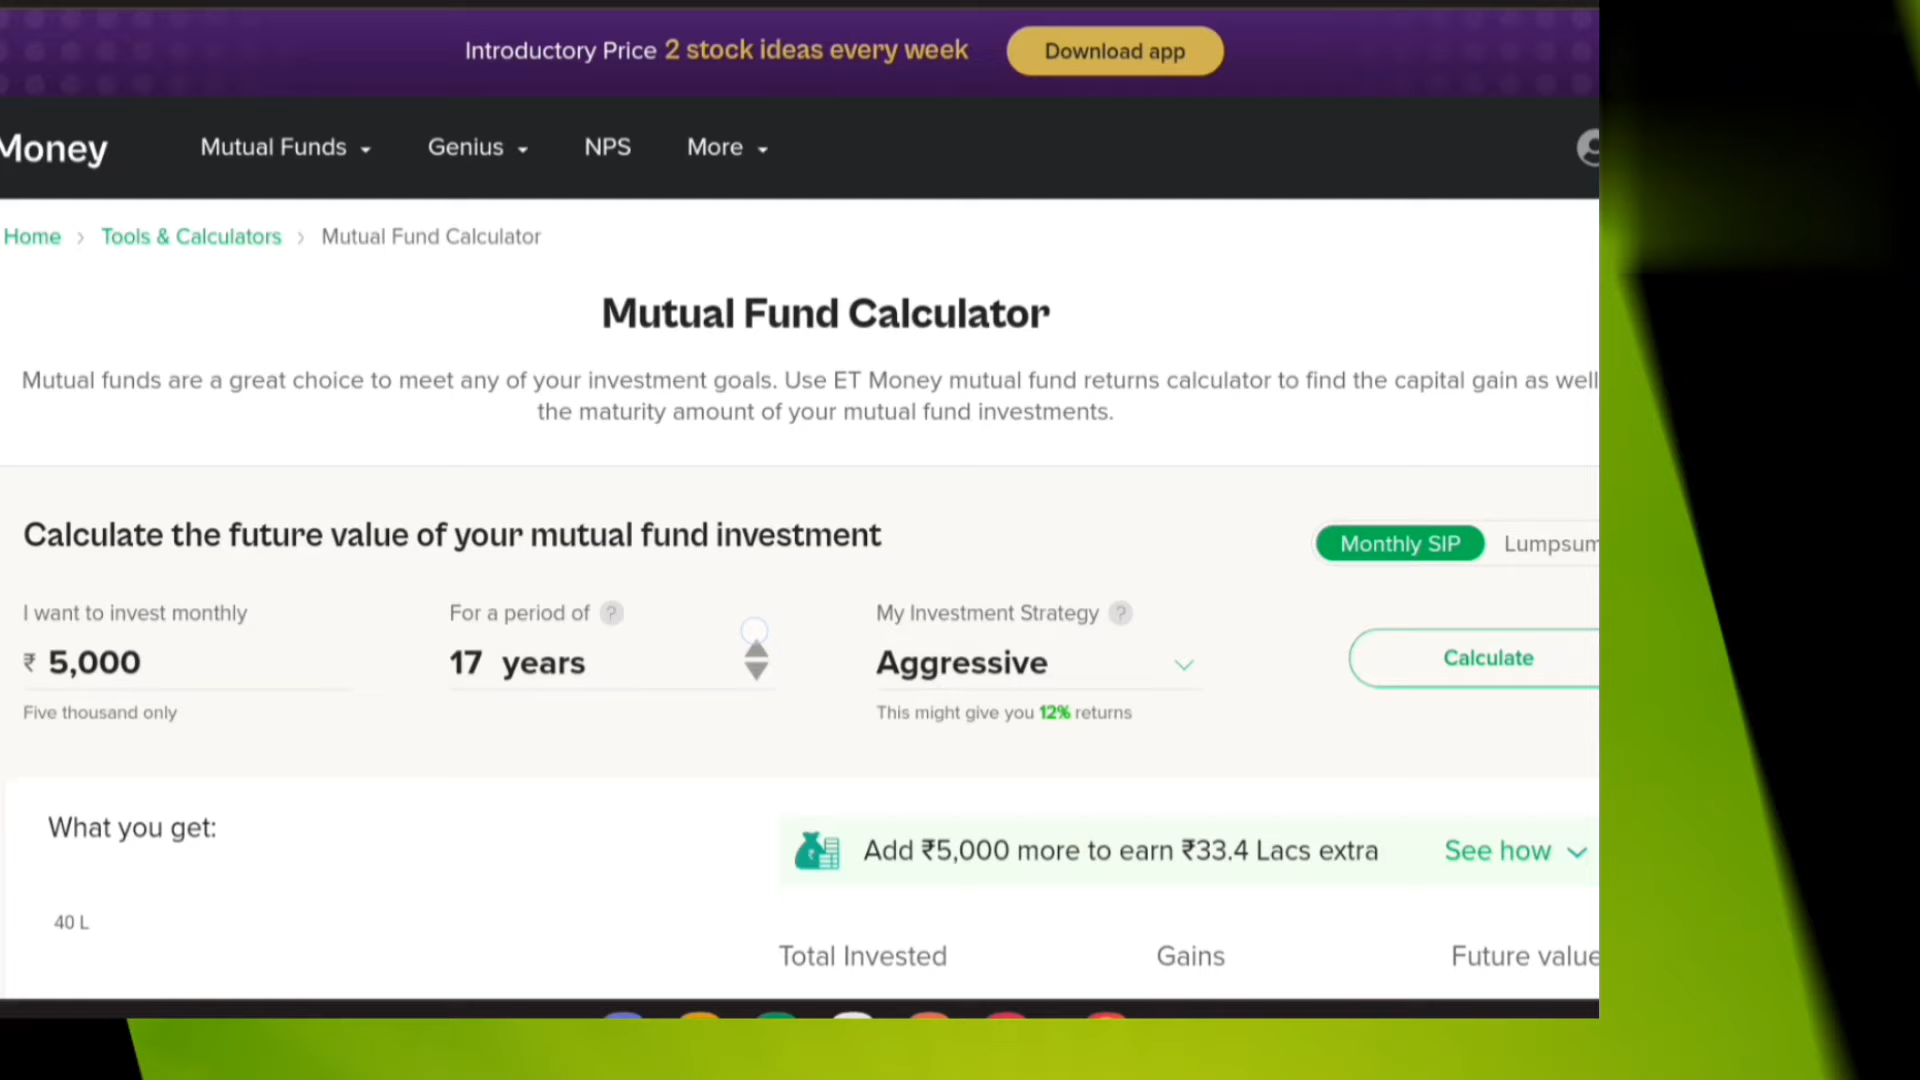 Introductory Price 2 stock ideas every week Download app
Money Mutual Funds Genius NPS More
Home > Tools & Calculators > Mutual Fund Calculator
Mutual Fund Calculator
Mutual funds are a great choice to meet any of your investment goals. Use ET Money mutual fund returns calculator to find the capital gain as well
the maturity amount of your mutual fund investments.
Calculate the future value of your mutual fund investment Monthly SIP Lumpsum
I want to invest monthly For a period of ? My Investment Strategy ?
₹ 5,000 17 years Aggressive Calculate
Five thousand only This might give you 12% returns
What you get: Add ₹5,000 more to earn ₹33.4 Lacs extra See how
40 L
Total Invested Gains Future value